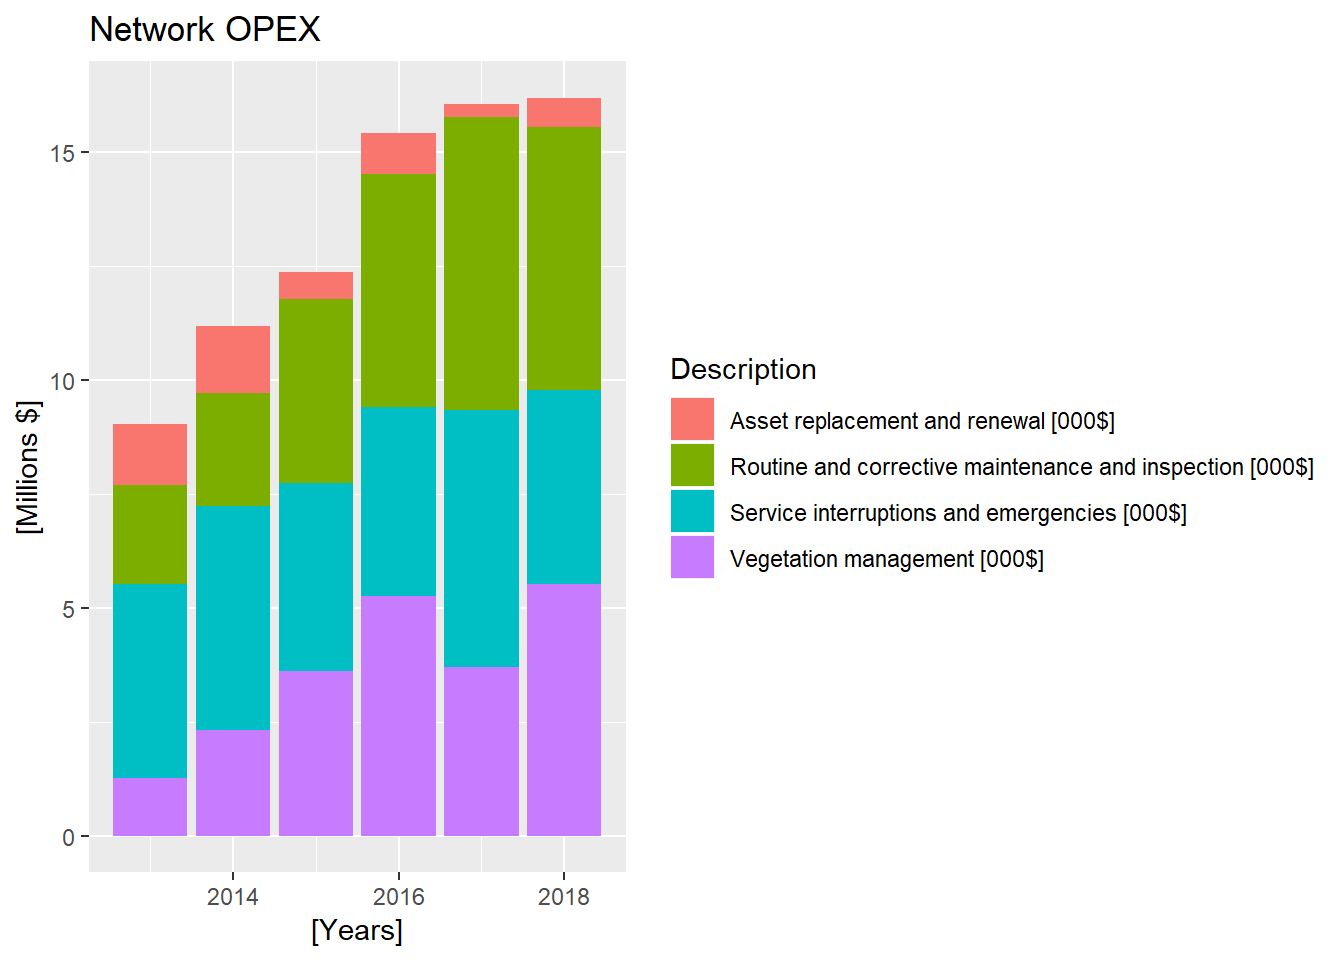 Network OPEX
[Millions $]
15
10
5
0
2014
2016
2018
[Years]
Description
Asset replacement and renewal [000$]
Routine and corrective maintenance and inspection [000$]
Service interruptions and emergencies [000$]
Vegetation management [000$]